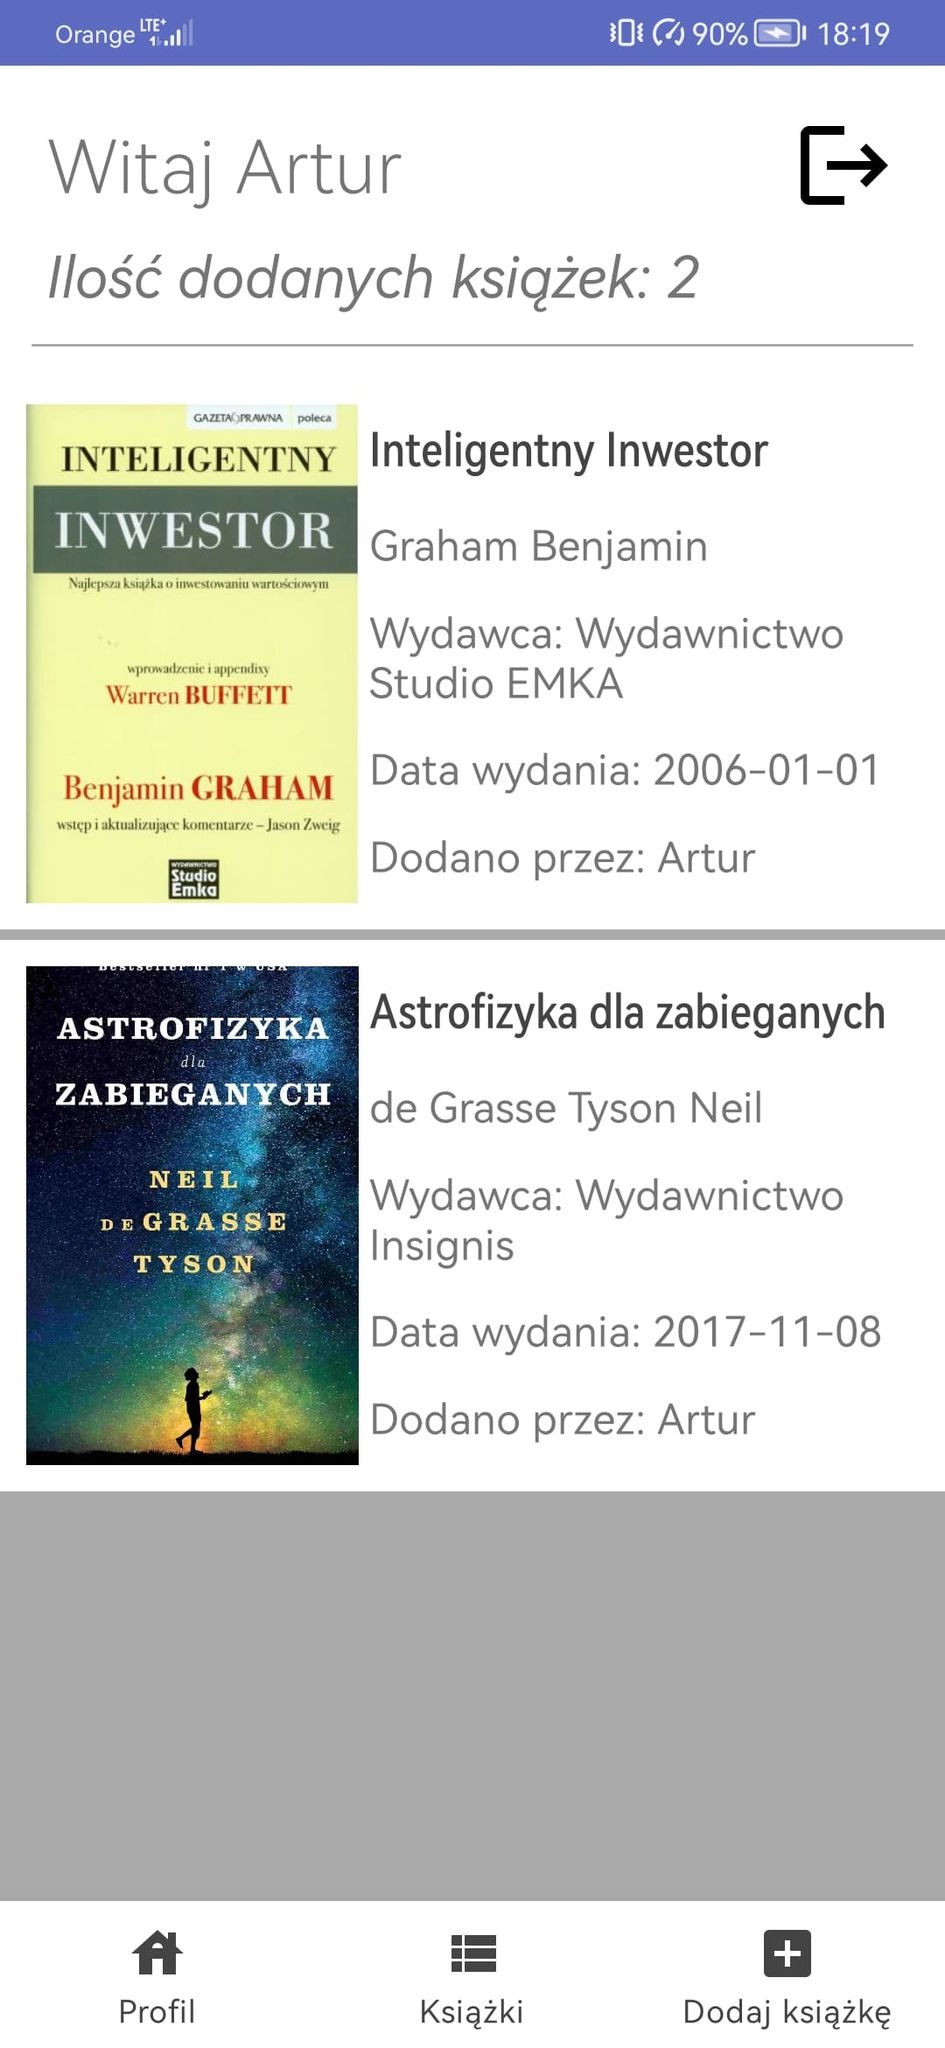 Orange LTE+ 90% 18:19
Witaj Artur
Ilość dodanych książek: 2
GAZETA PRAWNA poleca
INTELIGENTNY
INWESTOR
Najlepsza książka o inwestowaniu wartościowym
wprowadzenie i appendixy
Warren BUFFETT
Benjamin GRAHAM
wstęp i aktualizujące komentarze – Jason Zweig
WYDAWNICTWO
Studio
Emka
Inteligentny Inwestor
Graham Benjamin
Wydawca: Wydawnictwo
Studio EMKA
Data wydania: 2006-01-01
Dodano przez: Artur
Bestseller nr 1 w USA
ASTROFIZYKA
dla
ZABIEGANYCH
NEIL
DE GRASSE
TYSON
Astrofizyka dla zabieganych
de Grasse Tyson Neil
Wydawca: Wydawnictwo
Insignis
Data wydania: 2017-11-08
Dodano przez: Artur
Profil
Książki
Dodaj książkę